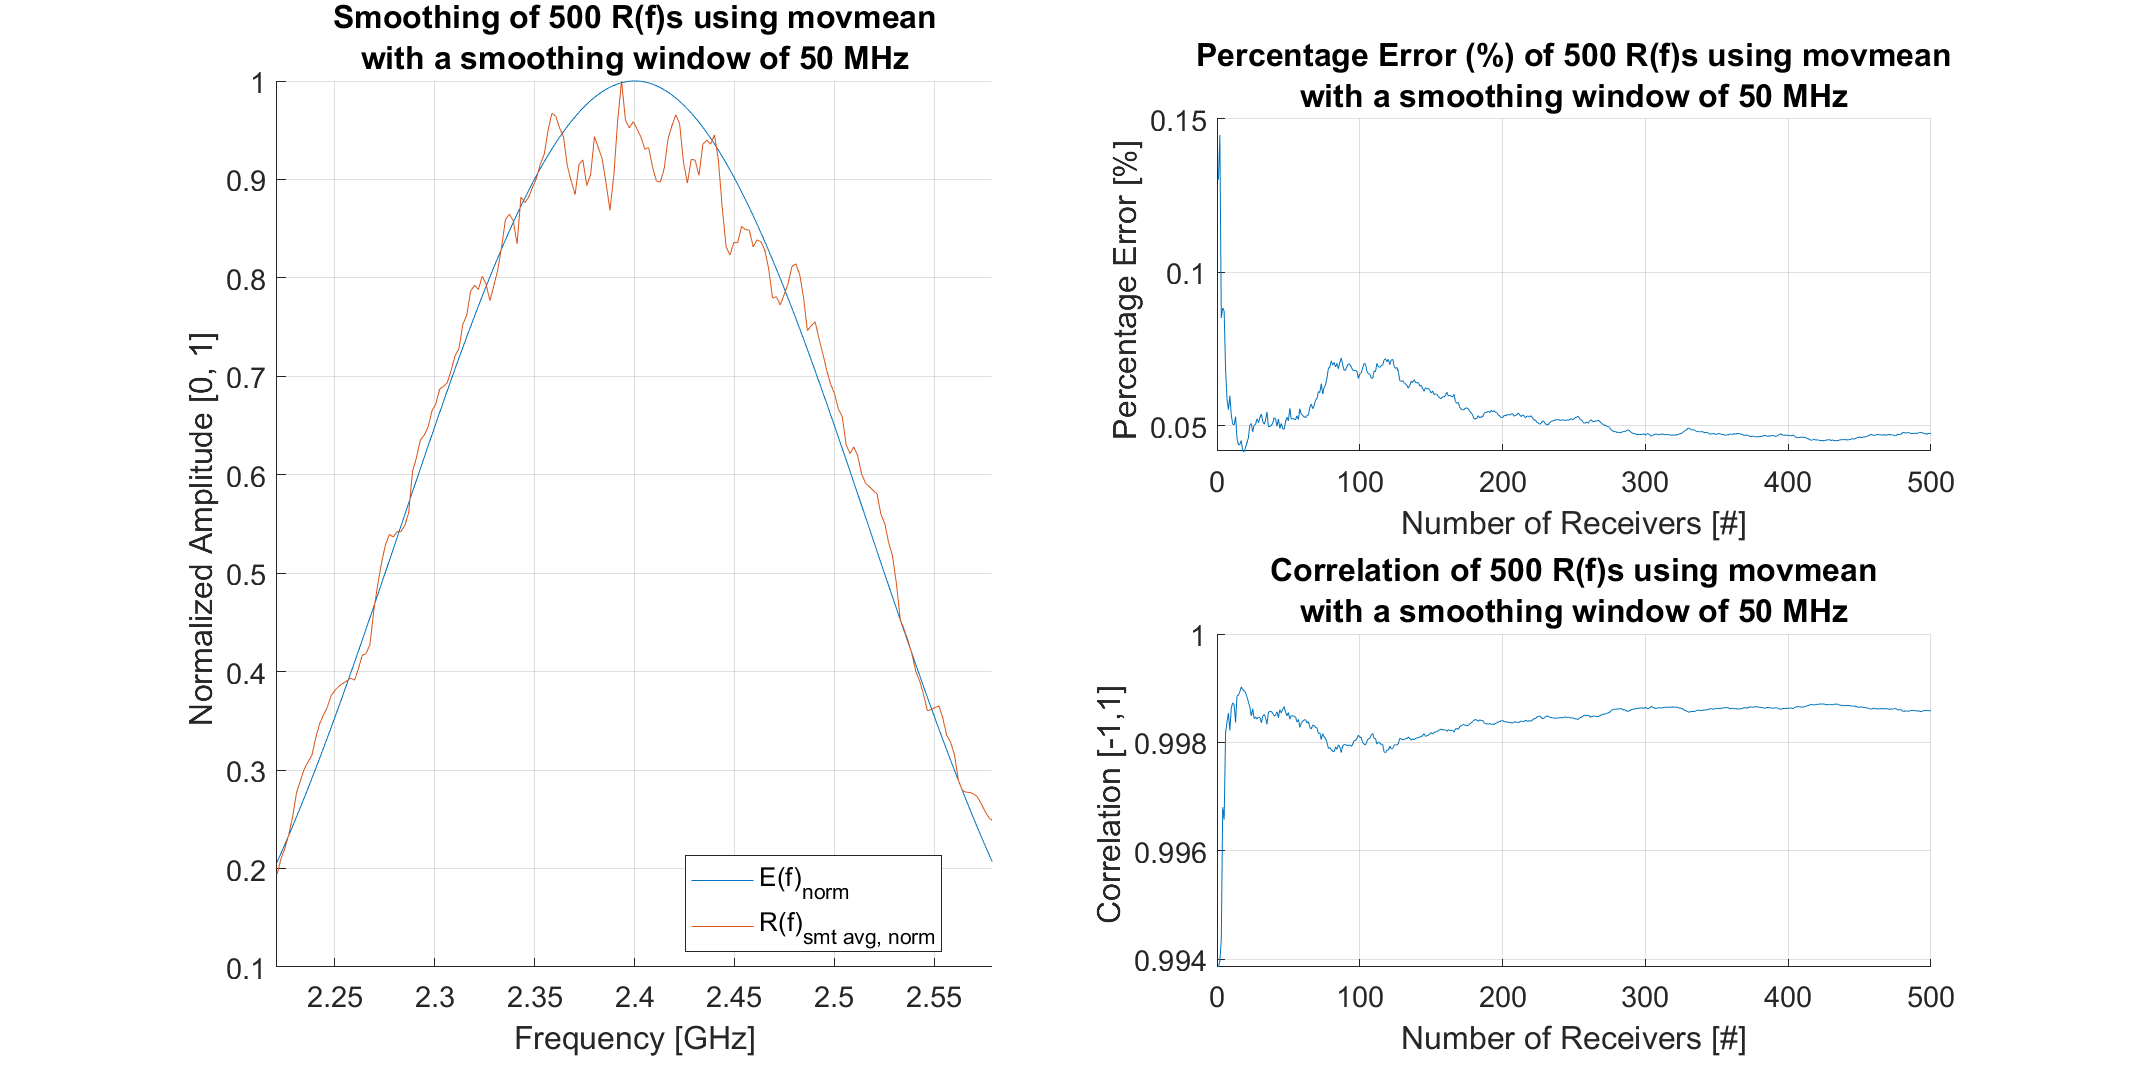 Smoothing of 500 R(f)s using movmean
with a smoothing window of 50 MHz
1
0.9
0.8
0.7
0.6
0.5
0.4
0.3
0.2
0.1
Normalized Amplitude [0, 1]
2.25 2.3 2.35 2.4 2.45 2.5 2.55
Frequency [GHz]
E(f)norm
R(f)smt avg, norm
Percentage Error (%) of 500 R(f)s using movmean
with a smoothing window of 50 MHz
0.15
0.1
0.05
Percentage Error [%]
0 100 200 300 400 500
Number of Receivers [#]
Correlation of 500 R(f)s using movmean
with a smoothing window of 50 MHz
1
0.998
0.996
0.994
Correlation [-1,1]
0 100 200 300 400 500
Number of Receivers [#]